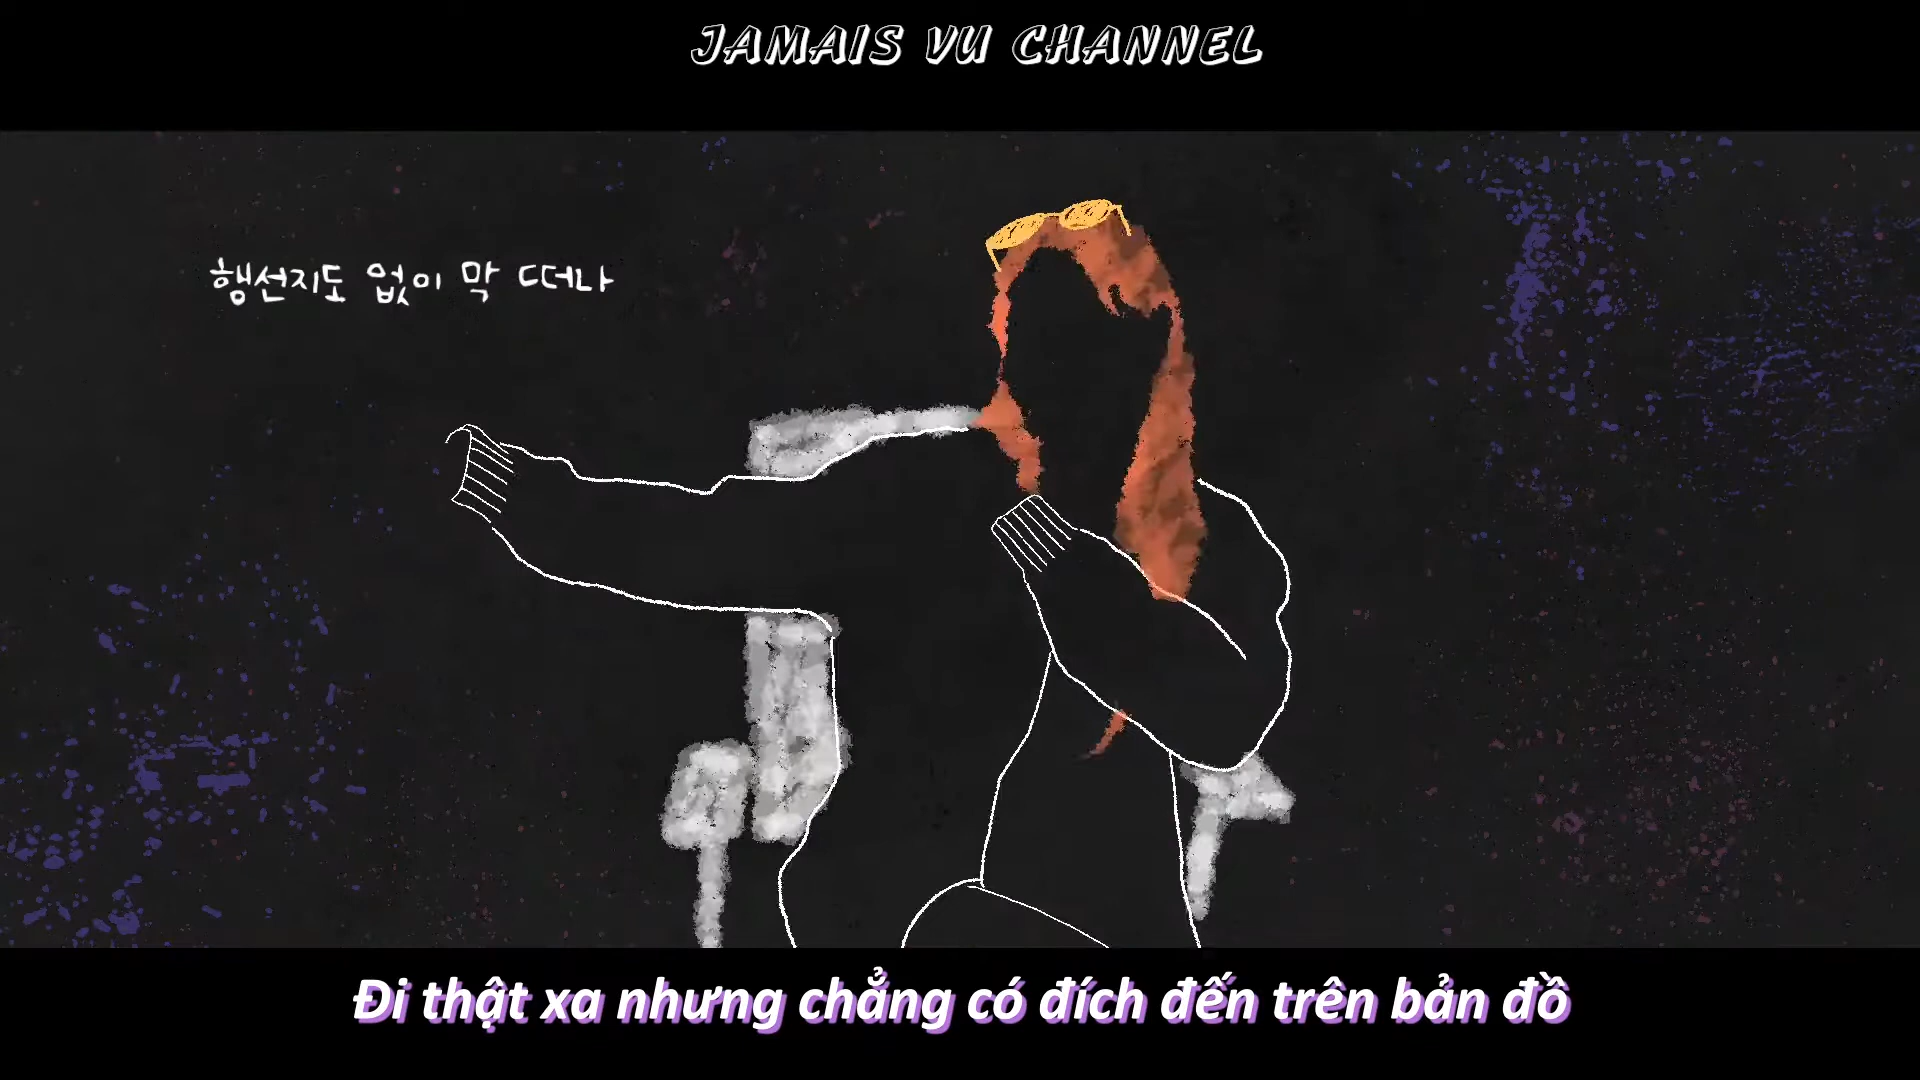 JAMAIS VU CHANNEL
행선지도 없이 막 떠나
Đi thật xa nhưng chẳng có đích đến trên bản đồ